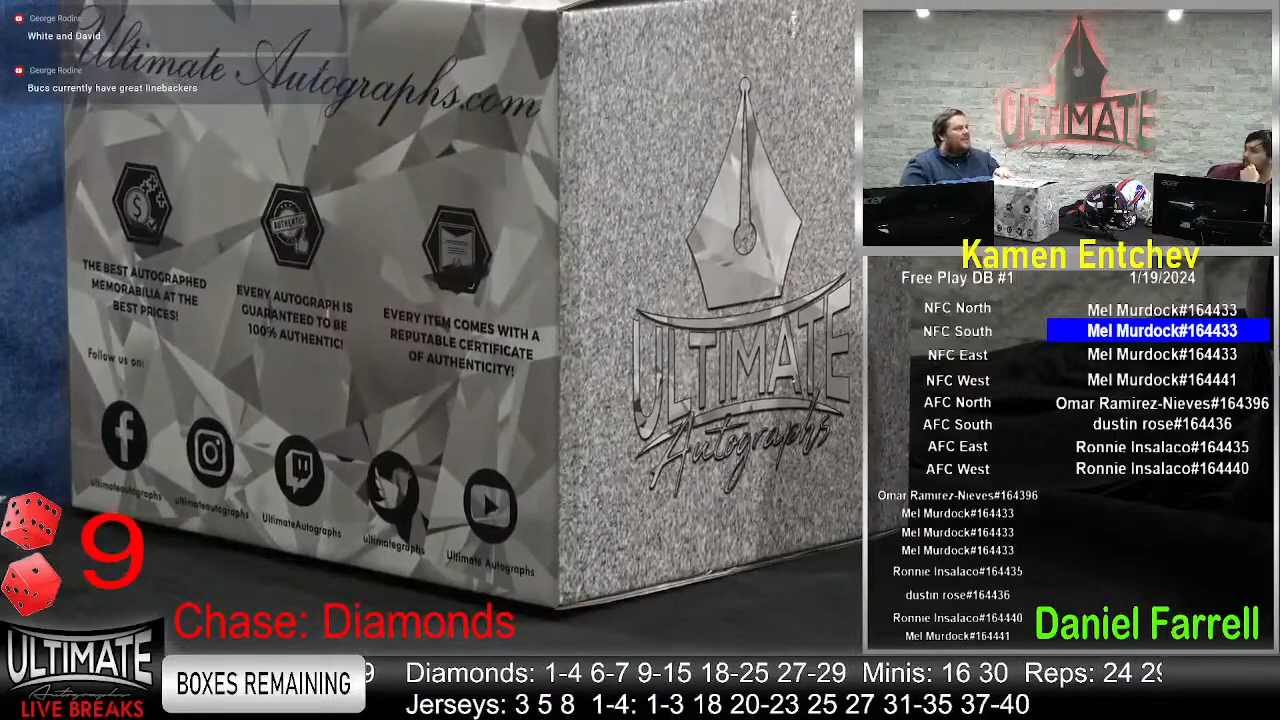 George Rodine
White and David
George Rodine
Bucs currently have great linebackers
UltimateAutographs.com
AUTHENTIC
THE BEST AUTOGRAPHED
MEMORABILIA AT THE
BEST PRICES!
EVERY AUTOGRAPH IS
GUARANTEED TO BE
100% AUTHENTIC!
EVERY ITEM COMES WITH A
REPUTABLE CERTIFICATE
OF AUTHENTICITY!
Follow us on:
ultimateautographs
ultimateautographs
UltimateAutographs
ultimategraphs
Ultimate Autographs
ULTIMATE
Autographs
ULTIMATE
acer
acer
Kamen Entchev
Free Play DB #1 1/19/2024
NFC North Mel Murdock#164433
NFC South Mel Murdock#164433
NFC East Mel Murdock#164433
NFC West Mel Murdock#164441
AFC North Omar Ramirez-Nieves#164396
AFC South dustin rose#164436
AFC East Ronnie Insalaco#164435
AFC West Ronnie Insalaco#164440
Omar Ramirez-Nieves#164396
Mel Murdock#164433
Mel Murdock#164433
Mel Murdock#164433
Ronnie Insalaco#164435
dustin rose#164436
Ronnie Insalaco#164440
Mel Murdock#164441
Daniel Farrell
9
Chase: Diamonds
ULTIMATE
Autographs
LIVE BREAKS
BOXES REMAINING
9 Diamonds: 1-4 6-7 9-15 18-25 27-29 Minis: 16 30 Reps: 24 29
Jerseys: 3 5 8 1-4: 1-3 18 20-23 25 27 31-35 37-40